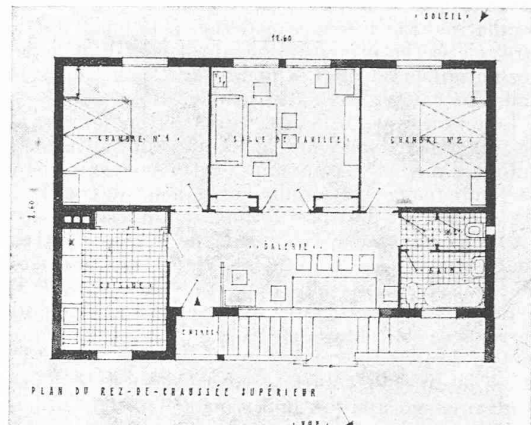 · SOLEIL ·
12.60
· CHAMBRE N°1 ·
· SALLE DE FAMILLE ·
CHAMBRE N°2 ·
· GALERIE ·
· W.C. ·
· BAINS ·
· CUISINE ·
ENTRÉE
PLAN DU REZ-DE-CHAUSSÉE SUPÉRIEUR